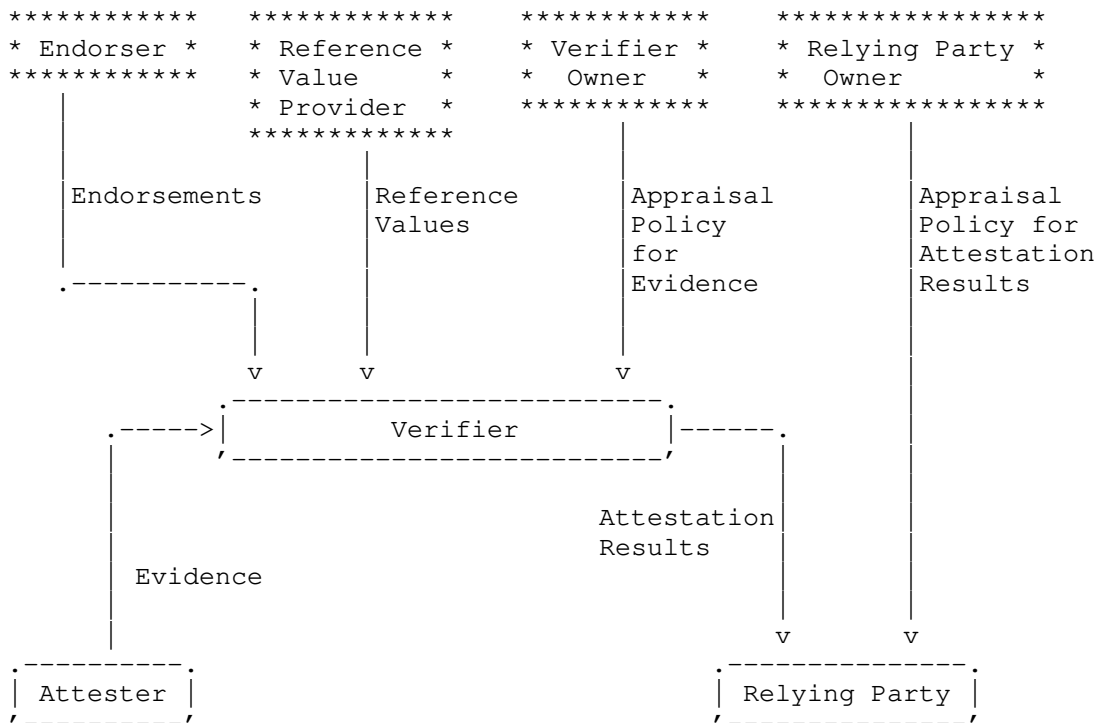 ************   *************   ************   *****************
* Endorser *   * Reference *   * Verifier *   * Relying Party *
************   * Value     *   *  Owner   *   *  Owner        *
               * Provider  *   ************   *****************
               *************
Endorsements   Reference   Appraisal   Appraisal
Values   Policy   Policy for
for   Attestation
Evidence   Results
v   v   v
Verifier
Attestation
Results
Evidence
v   v
Attester   Relying Party